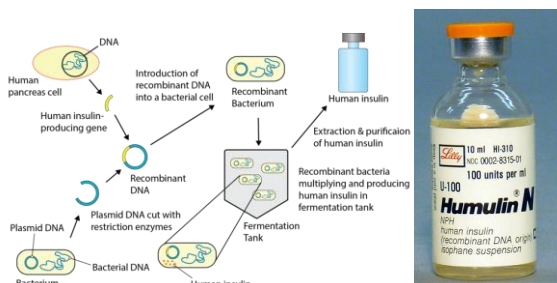 DNA
Human
pancreas cell
Human insulin-
producing gene
Introduction of
recombinant DNA
into a bacterial cell
Recombinant
Bacterium
Human insulin
Extraction & purificaion
of human insulin
Recombinant
DNA
Plasmid DNA cut with
restriction enzymes
Recombinant bacteria
multiplying and producing
human insulin in
fermentation tank
Fermentation
Tank
Plasmid DNA
Bacterial DNA
Bacterium
Human insulin
Lilly
10 ml HI-310
NDC 0002-8315-01
100 units per ml
U-100
Humulin® N
NPH
human insulin
(recombinant DNA origin)
isophane suspension